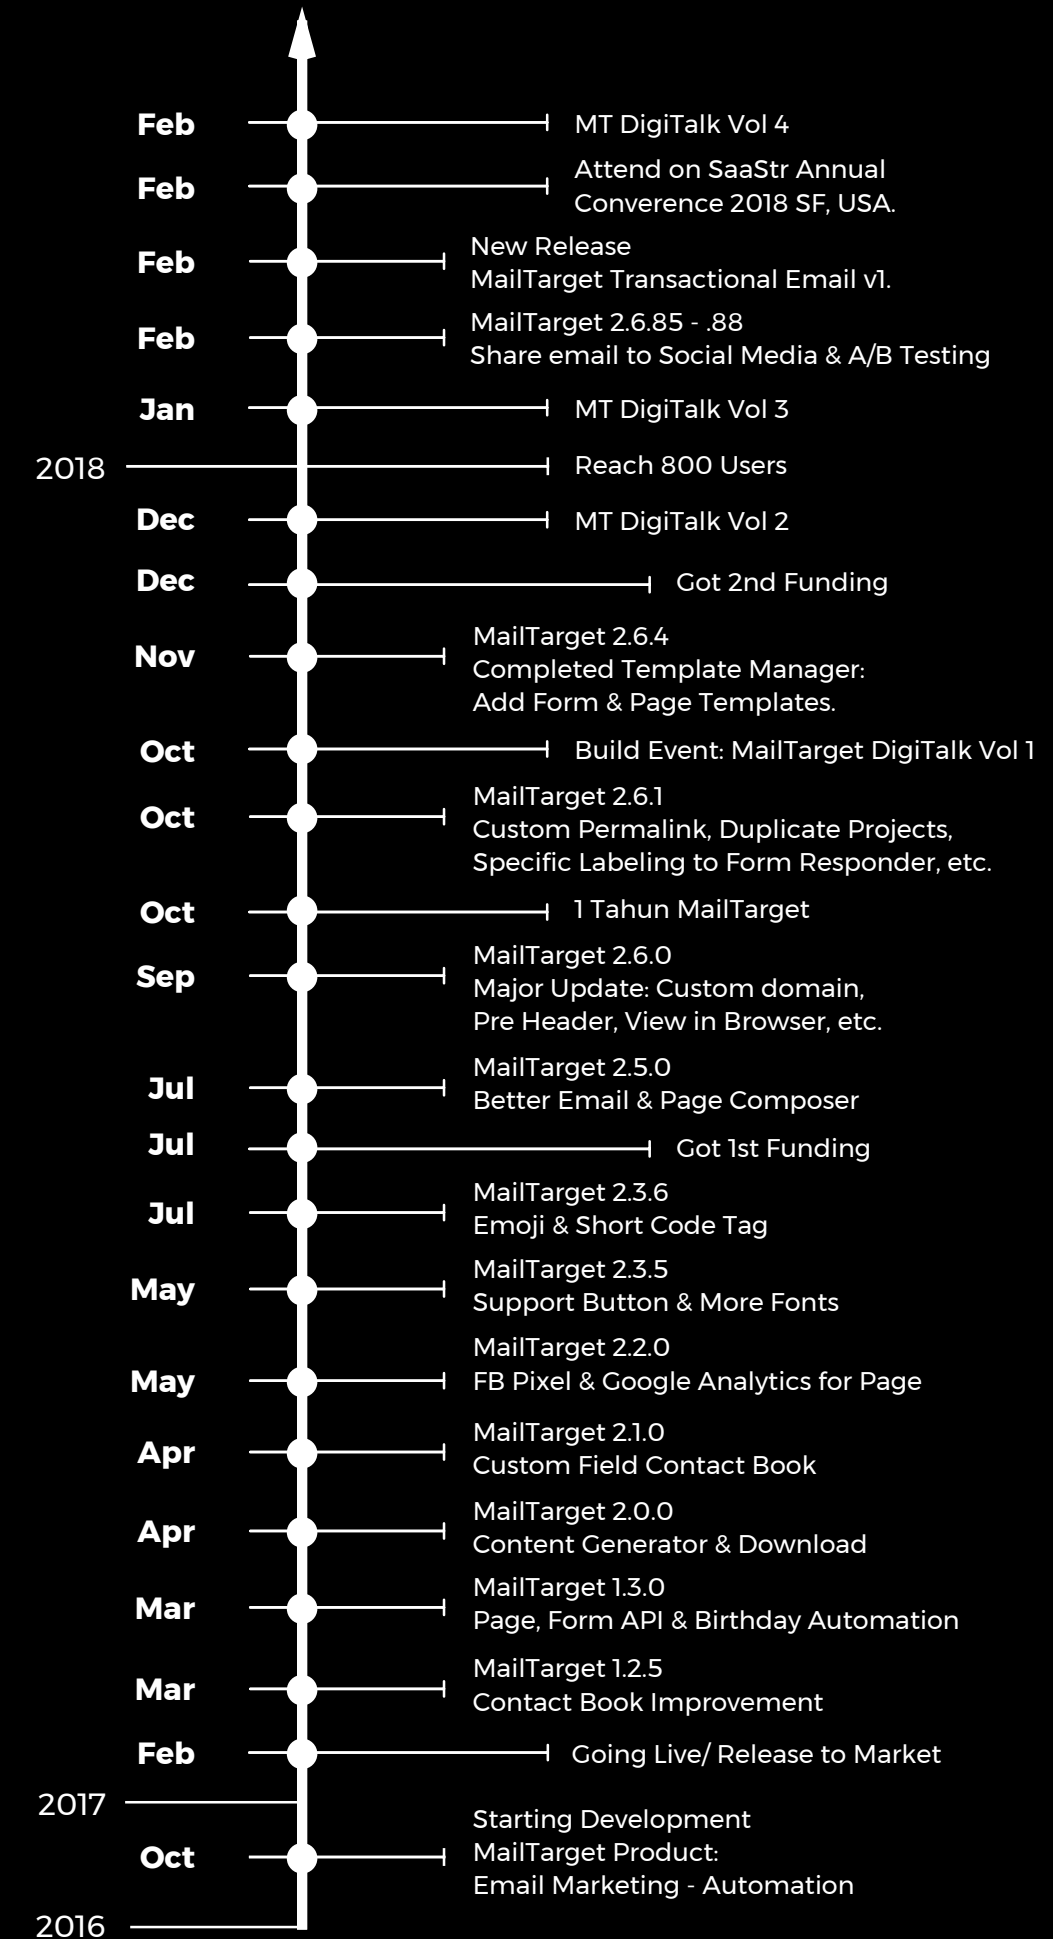 Feb
MT DigiTalk Vol 4
Feb
Attend on SaaStr Annual
Converence 2018 SF, USA.
Feb
New Release
MailTarget Transactional Email v1.
Feb
MailTarget 2.6.85 - .88
Share email to Social Media & A/B Testing
Jan
MT DigiTalk Vol 3
2018
Reach 800 Users
Dec
MT DigiTalk Vol 2
Dec
Got 2nd Funding
Nov
MailTarget 2.6.4
Completed Template Manager:
Add Form & Page Templates.
Oct
Build Event: MailTarget DigiTalk Vol 1
Oct
MailTarget 2.6.1
Custom Permalink, Duplicate Projects,
Specific Labeling to Form Responder, etc.
Oct
1 Tahun MailTarget
Sep
MailTarget 2.6.0
Major Update: Custom domain,
Pre Header, View in Browser, etc.
Jul
MailTarget 2.5.0
Better Email & Page Composer
Jul
Got 1st Funding
Jul
MailTarget 2.3.6
Emoji & Short Code Tag
May
MailTarget 2.3.5
Support Button & More Fonts
May
MailTarget 2.2.0
FB Pixel & Google Analytics for Page
Apr
MailTarget 2.1.0
Custom Field Contact Book
Apr
MailTarget 2.0.0
Content Generator & Download
Mar
MailTarget 1.3.0
Page, Form API & Birthday Automation
Mar
MailTarget 1.2.5
Contact Book Improvement
Feb
Going Live/ Release to Market
2017
Oct
Starting Development
MailTarget Product:
Email Marketing - Automation
2016